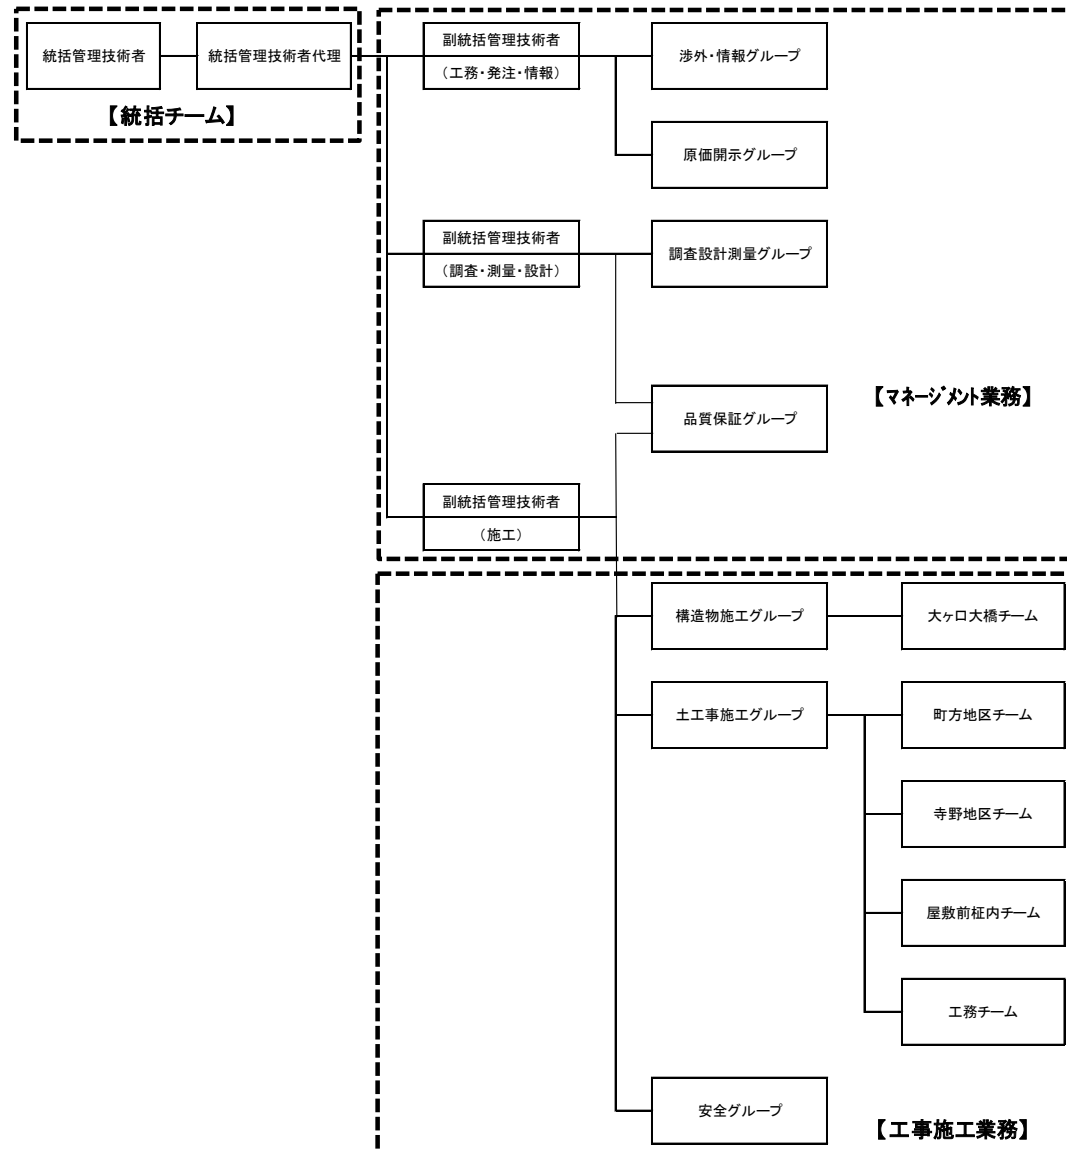 統括管理技術者
統括管理技術者代理
【統括チーム】
副統括管理技術者
（工務・発注・情報）
渉外・情報グループ
原価開示グループ
副統括管理技術者
（調査・測量・設計）
調査設計測量グループ
【マネージメント業務】
品質保証グループ
副統括管理技術者
（施工）
構造物施工グループ
大ヶ口大橋チーム
土工事施工グループ
町方地区チーム
寺野地区チーム
屋敷前柾内チーム
工務チーム
安全グループ
【工事施工業務】